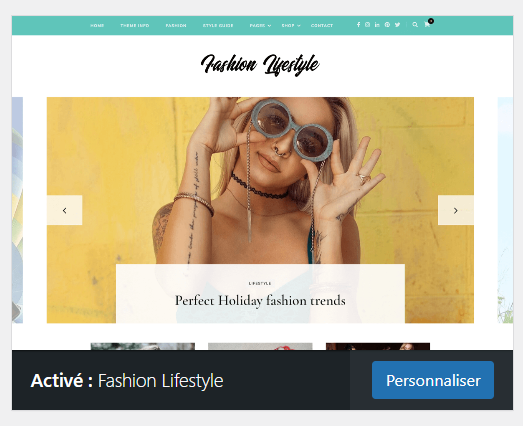 HOME THEME INFO FASHION STYLE GUIDE PAGES SHOP CONTACT
Fashion Lifestyle
LIFESTYLE
Perfect Holiday fashion trends
Activé : Fashion Lifestyle
Personnaliser